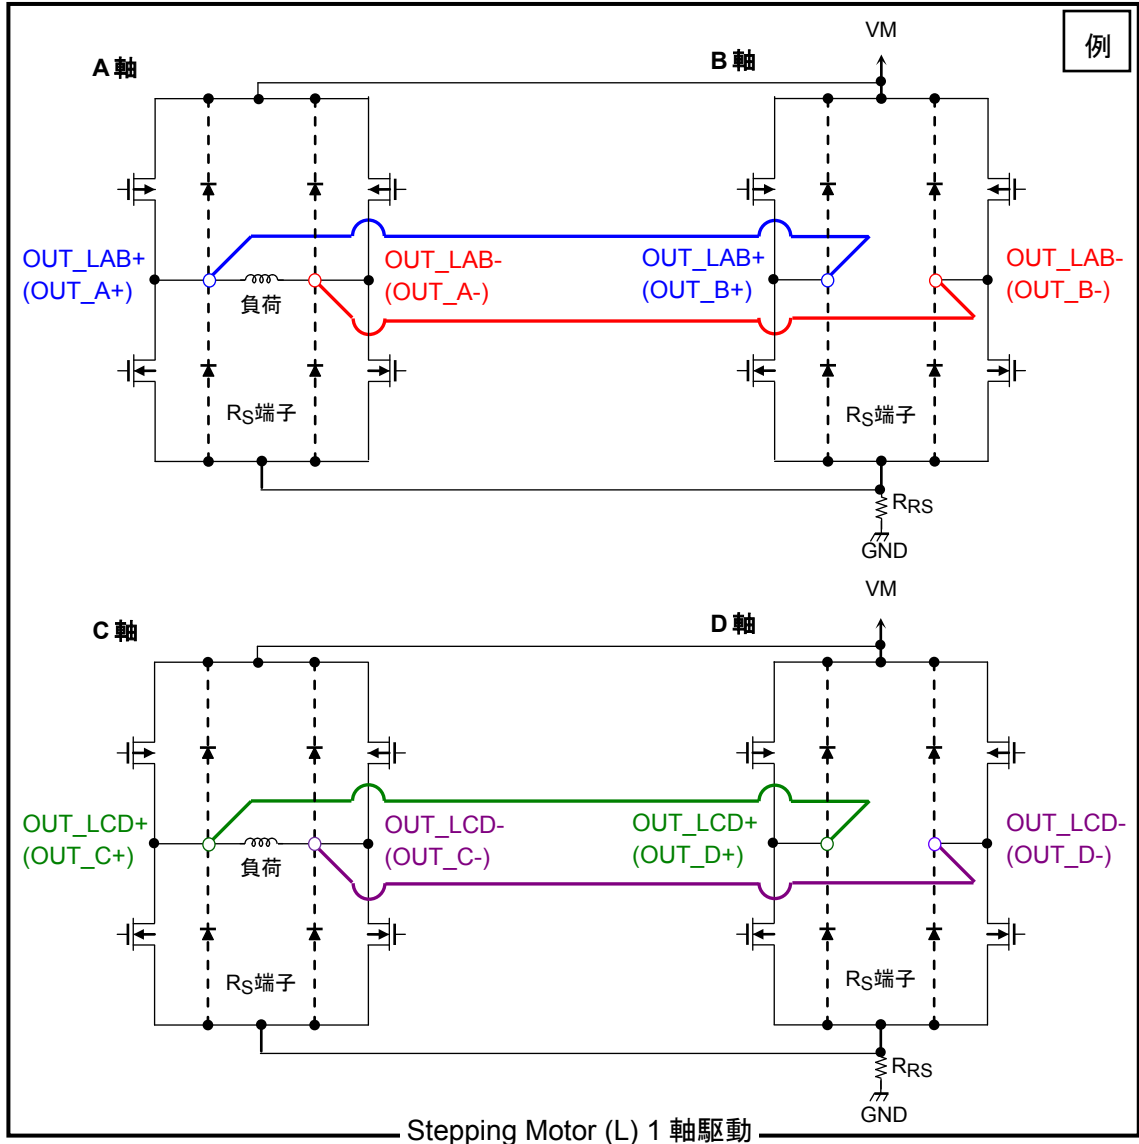 例
VM
A 軸
B 軸
OUT_LAB+
(OUT_A+)
負荷
OUT_LAB-
(OUT_A-)
OUT_LAB+
(OUT_B+)
OUT_LAB-
(OUT_B-)
RS端子
RS端子
RRS
GND
VM
C 軸
D 軸
OUT_LCD+
(OUT_C+)
負荷
OUT_LCD-
(OUT_C-)
OUT_LCD+
(OUT_D+)
OUT_LCD-
(OUT_D-)
RS端子
RS端子
RRS
GND
Stepping Motor (L) 1 軸駆動